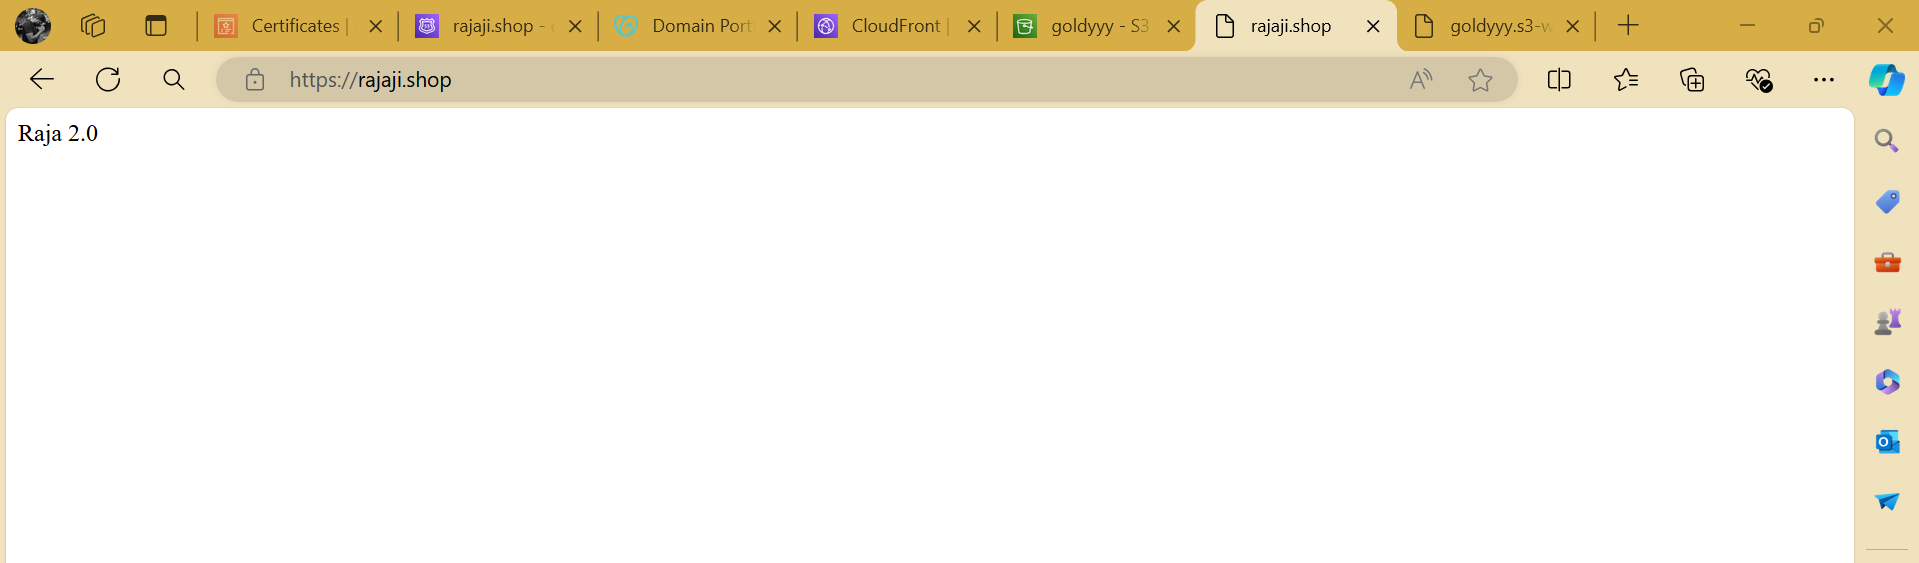 Certificates |
rajaji.shop -
Domain Port
CloudFront |
goldyyy - S3
rajaji.shop
goldyyy.s3-w
https://rajaji.shop
Raja 2.0